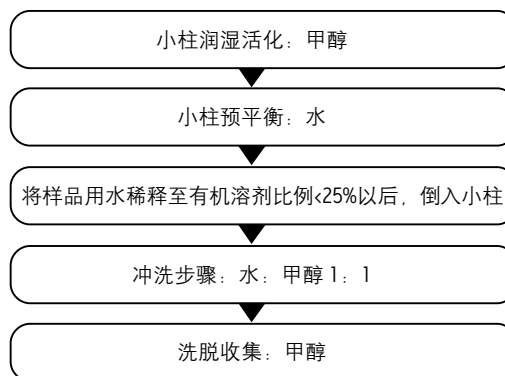 小柱润湿活化：甲醇
小柱预平衡：水
将样品用水稀释至有机溶剂比例<25%以后，倒入小柱
冲洗步骤：水：甲醇 1：1
洗脱收集：甲醇